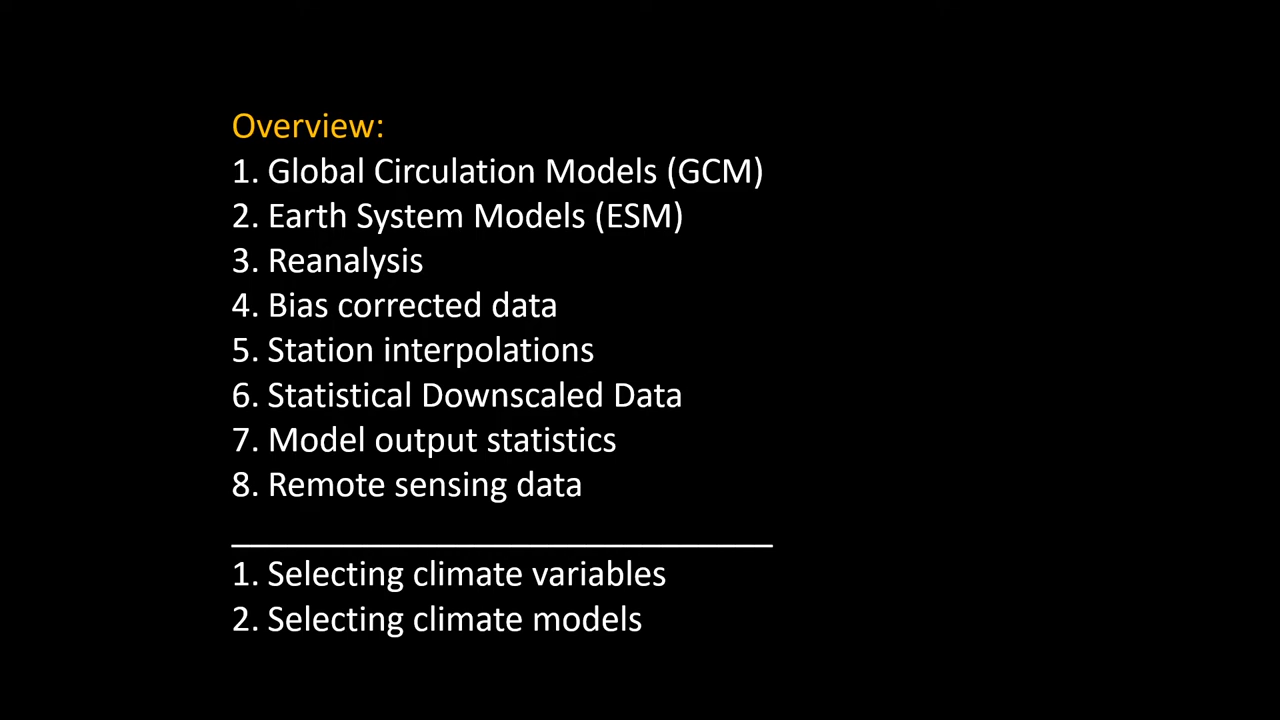 Overview:
1. Global Circulation Models (GCM)
2. Earth System Models (ESM)
3. Reanalysis
4. Bias corrected data
5. Station interpolations
6. Statistical Downscaled Data
7. Model output statistics
8. Remote sensing data
1. Selecting climate variables
2. Selecting climate models